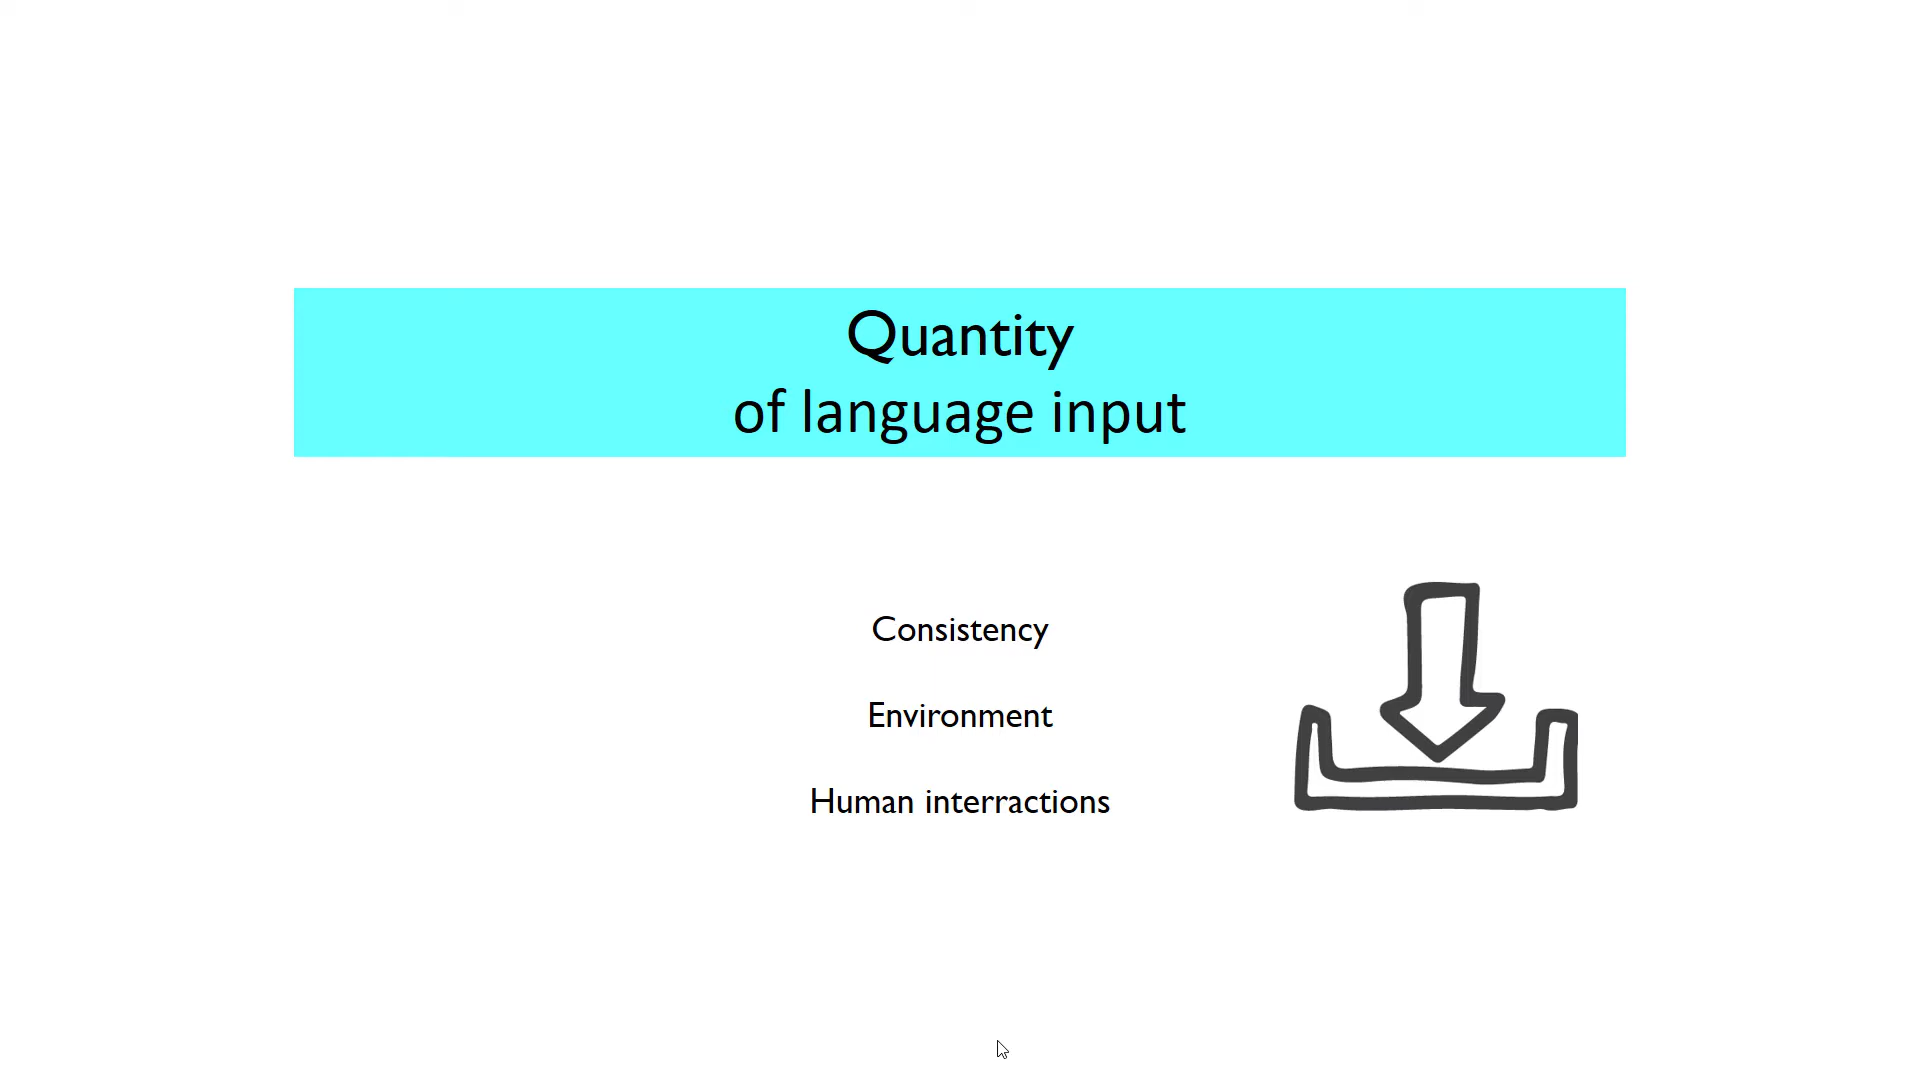 Quantity
of language input
Consistency
Environment
Human interractions